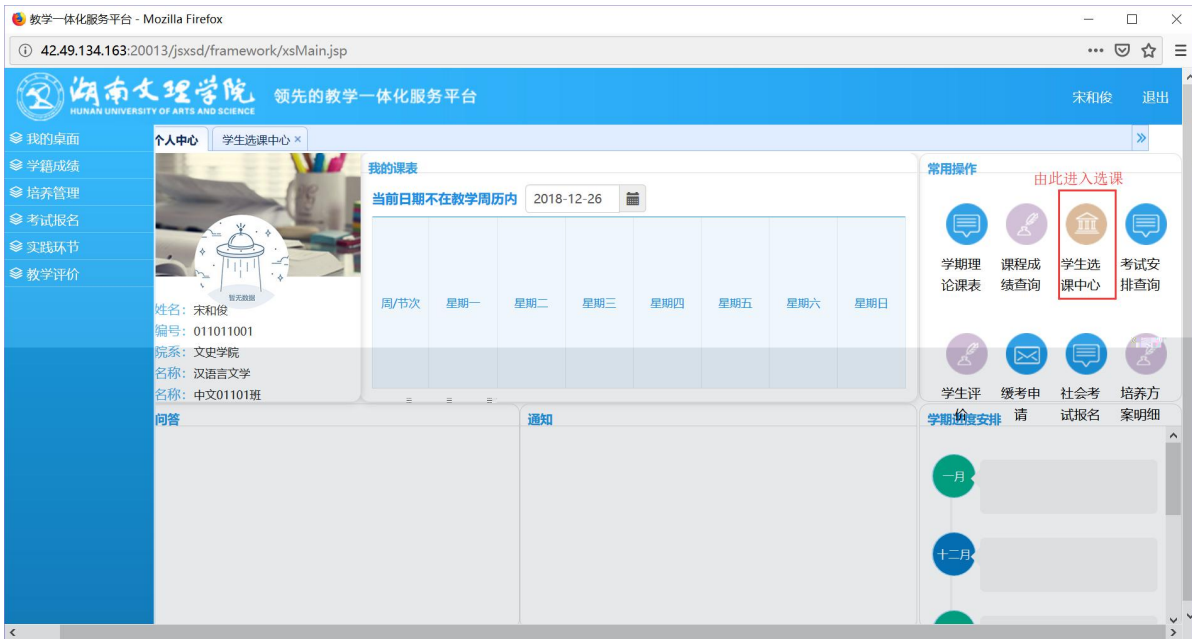 教学一体化服务平台 - Mozilla Firefox
42.49.134.163:20013/jsxsd/framework/xsMain.jsp
湖南文理学院
HUNAN UNIVERSITY OF ARTS AND SCIENCE
领先的教学一体化服务平台
宋和俊 退出
我的桌面
学籍成绩
培养管理
考试报名
实践环节
教学评价
个人中心 学生选课中心 ×
暂无数据
姓名：宋和俊
编号：011011001
院系：文史学院
名称：汉语言文学
名称：中文01101班
我的课表
当前日期不在教学周历内 2018-12-26
周/节次 星期一 星期二 星期三 星期四 星期五 星期六 星期日
常用操作
由此进入选课
学期理论课表
课程成绩查询
学生选课中心
考试安排查询
学生评价
缓考申请
社会考试报名
培养方案明细
问答
通知
学期进度安排
一月
十二月